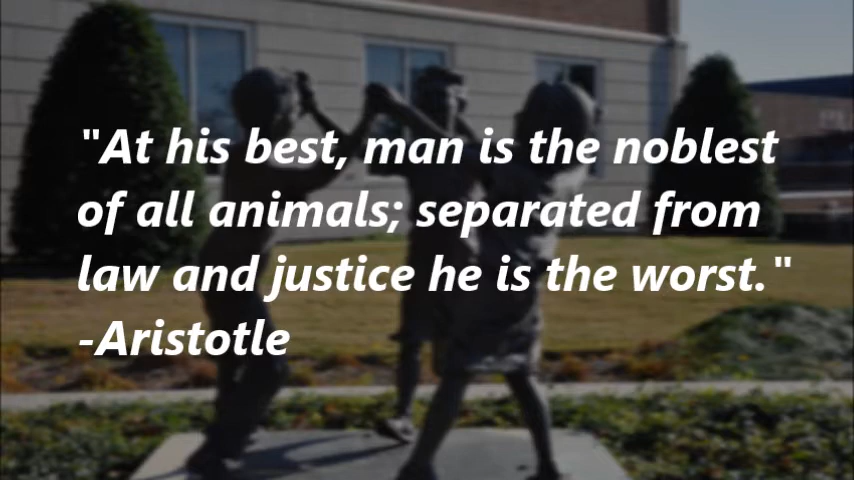 "At his best, man is the noblest
of all animals; separated from
law and justice he is the worst."
-Aristotle